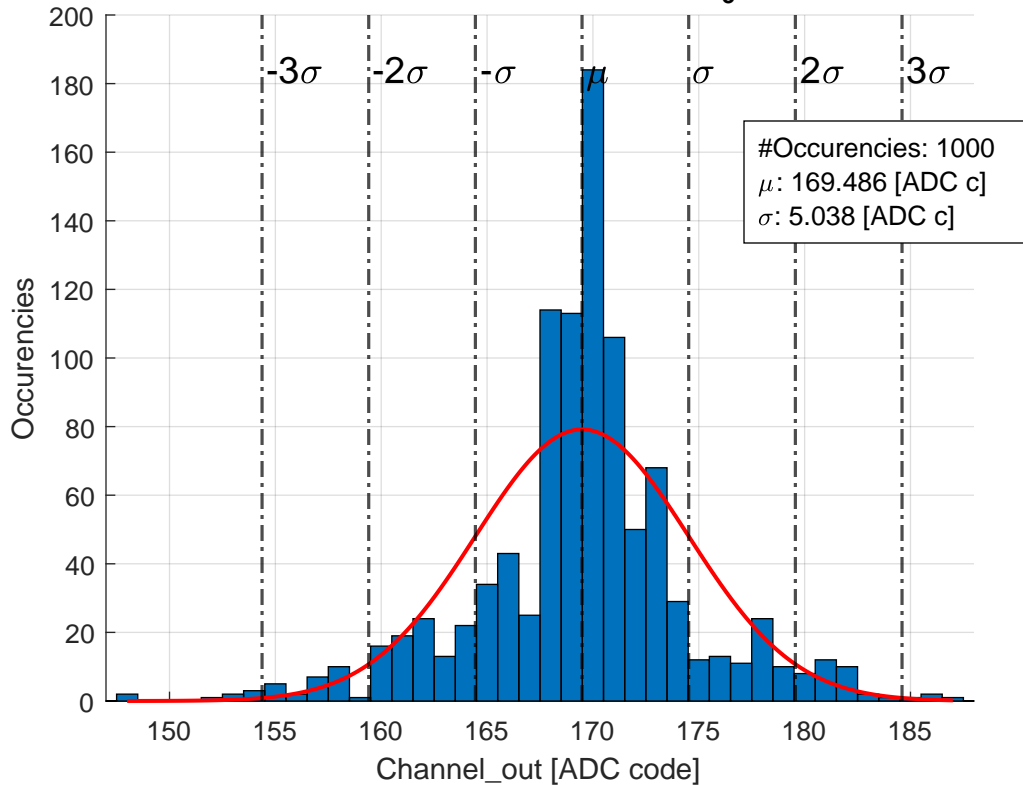 200
180
160
140
120
100
80
60
40
20
0
-3σ -2σ -σ μ σ 2σ 3σ
#Occurencies: 1000
μ: 169.486 [ADC c]
σ: 5.038 [ADC c]
Occurencies
150 155 160 165 170 175 180 185
Channel_out [ADC code]